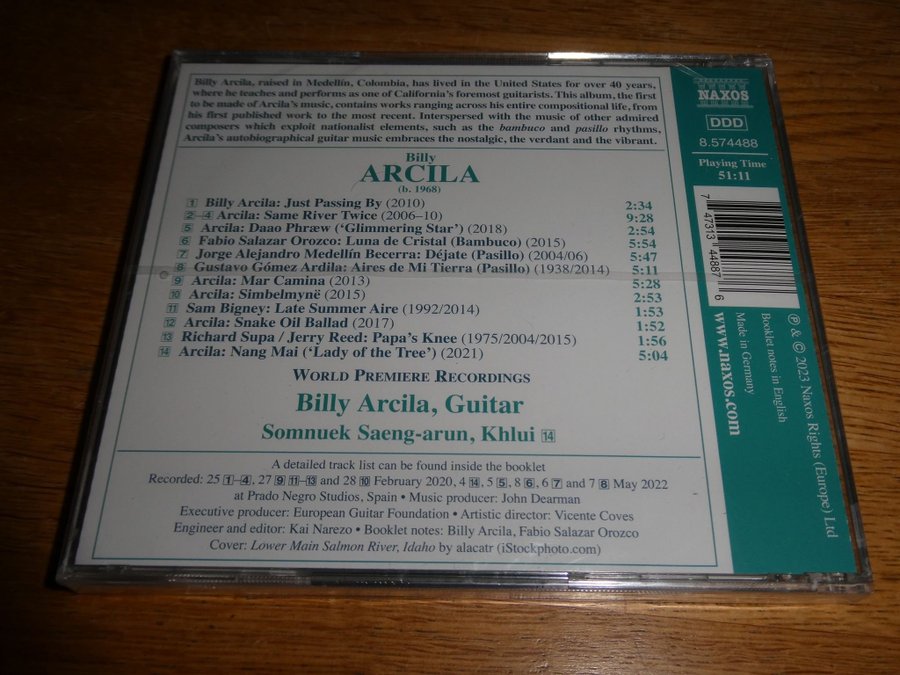 Billy Arcila, raised in Medellín, Colombia, has lived in the United States for over 40 years,
where he teaches and performs as one of California's foremost guitarists. This album, the first
to be made of Arcila's music, contains works ranging across his entire compositional life, from
his first published work to the most recent. Interspersed with the music of other admired
composers which exploit nationalist elements, such as the bambuco and pasillo rhythms,
Arcila's autobiographical guitar music embraces the nostalgic, the verdant and the vibrant.
Billy
ARCILA
(b. 1968)
1 Billy Arcila: Just Passing By (2010) 2:34
2–4 Arcila: Same River Twice (2006–10) 9:28
5 Arcila: Daao Phræw ('Glimmering Star') (2018) 2:54
6 Fabio Salazar Orozco: Luna de Cristal (Bambuco) (2015) 5:54
7 Jorge Alejandro Medellín Becerra: Déjate (Pasillo) (2004/06) 5:47
8 Gustavo Gómez Ardila: Aires de Mi Tierra (Pasillo) (1938/2014) 5:11
9 Arcila: Mar Camina (2013) 5:28
10 Arcila: Simbelmynë (2015) 2:53
11 Sam Bigney: Late Summer Aire (1992/2014) 1:53
12 Arcila: Snake Oil Ballad (2017) 1:52
13 Richard Supa / Jerry Reed: Papa's Knee (1975/2004/2015) 1:56
14 Arcila: Nang Mai ('Lady of the Tree') (2021) 5:04
WORLD PREMIERE RECORDINGS
Billy Arcila, Guitar
Somnuek Saeng-arun, Khlui 14
A detailed track list can be found inside the booklet
Recorded: 25 1–4, 27 9 11–13 and 28 10 February 2020, 4 14, 5 5, 8 6, 6 7 and 7 8 May 2022
at Prado Negro Studios, Spain • Music producer: John Dearman
Executive producer: European Guitar Foundation • Artistic director: Vicente Coves
Engineer and editor: Kai Narezo • Booklet notes: Billy Arcila, Fabio Salazar Orozco
Cover: Lower Main Salmon River, Idaho by alacatr (iStockphoto.com)
NAXOS
DDD
8.574488
Playing Time
51:11
7 47313 44887 6
℗ & © 2023 Naxos Rights (Europe) Ltd
Booklet notes in English
Made in Germany
www.naxos.com